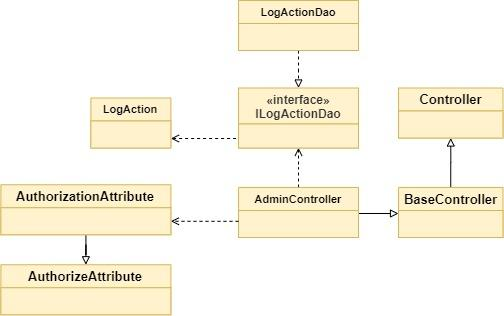 LogActionDao
LogAction
«interface»
ILogActionDao
Controller
AuthorizationAttribute
AdminController
BaseController
AuthorizeAttribute